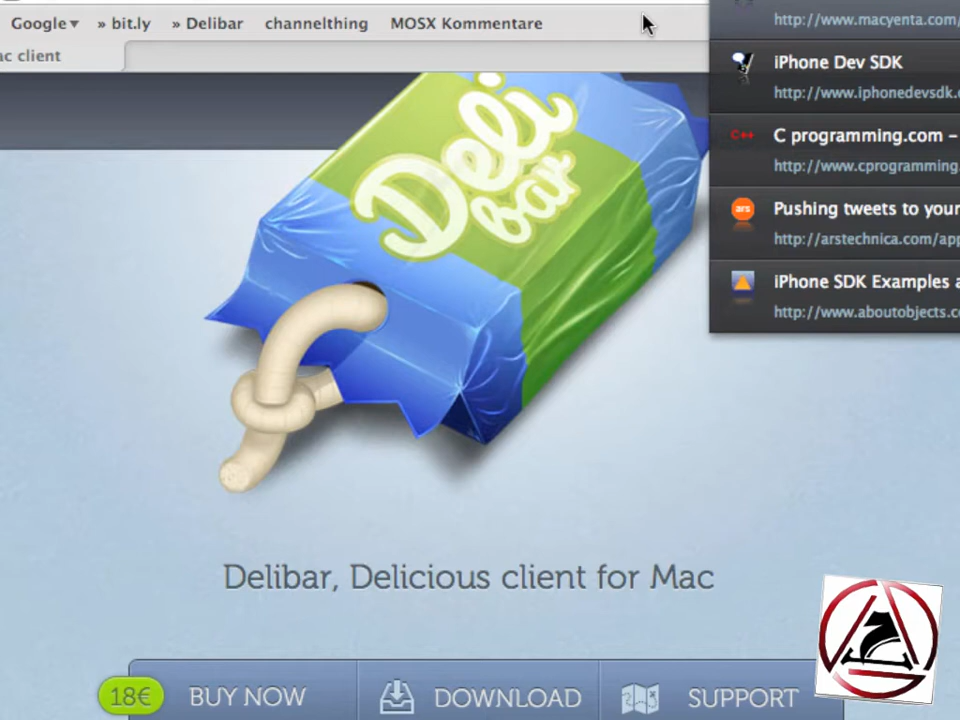 Google▾ » bit.ly » Delibar channelthing MOSX Kommentare
ac client
http://www.macyenta.com/
iPhone Dev SDK
http://www.iphonedevsdk.c
C++ C programming.com –
http://www.cprogramming.
ars Pushing tweets to your
http://arstechnica.com/app
iPhone SDK Examples a
http://www.aboutobjects.co
Deli
bar
Delibar, Delicious client for Mac
18€ BUY NOW DOWNLOAD SUPPORT